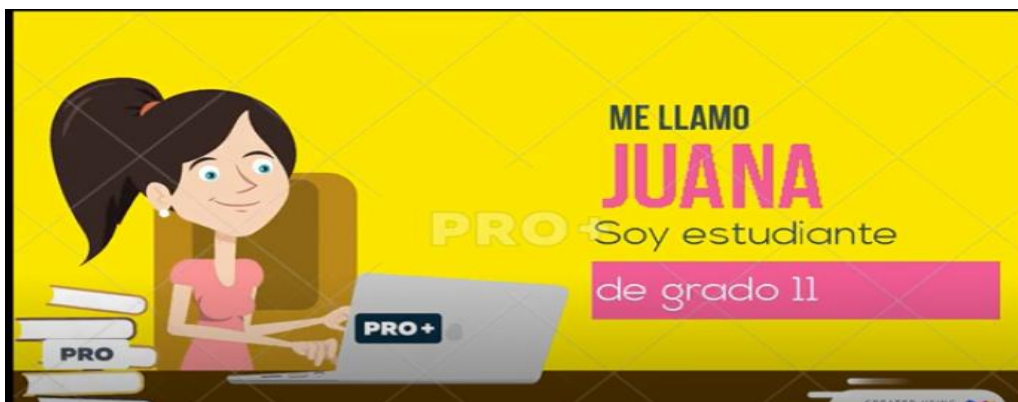 ME LLAMO
JUANA
PRO+
Soy estudiante
de grado 11
PRO+
PRO